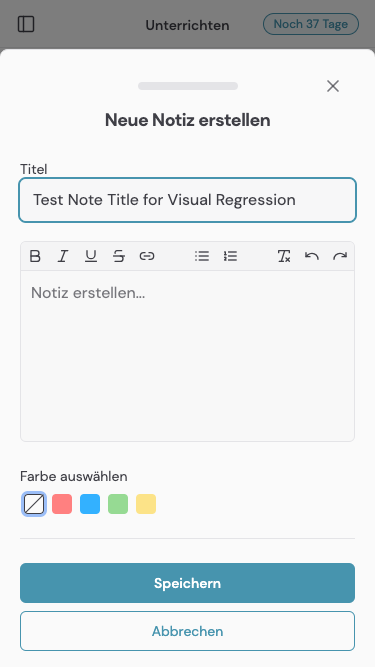 Unterrichten
Noch 37 Tage
Neue Notiz erstellen
Titel
Test Note Title for Visual Regression
Notiz erstellen...
Farbe auswählen
Speichern
Abbrechen